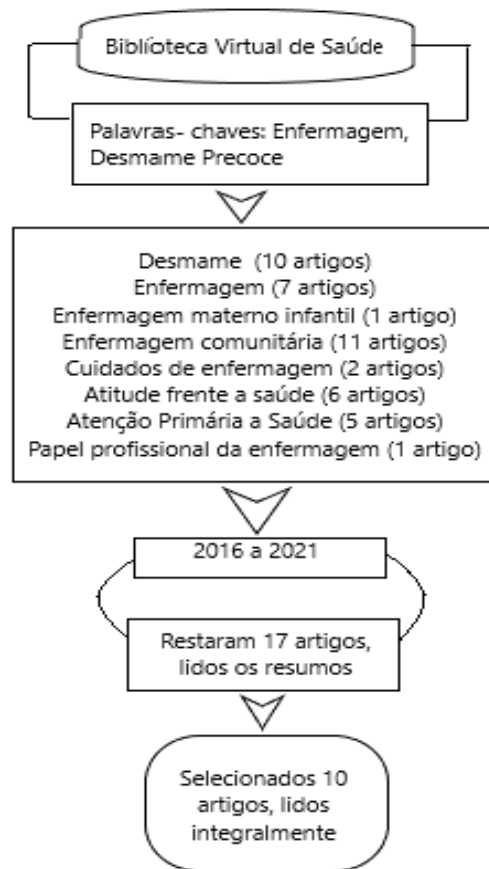 Biblioteca Virtual de Saúde
Palavras- chaves: Enfermagem,
Desmame Precoce
Desmame (10 artigos)
Enfermagem (7 artigos)
Enfermagem materno infantil (1 artigo)
Enfermagem comunitária (11 artigos)
Cuidados de enfermagem (2 artigos)
Atitude frente a saúde (6 artigos)
Atenção Primária a Saúde (5 artigos)
Papel profissional da enfermagem (1 artigo)
2016 a 2021
Restaram 17 artigos,
lidos os resumos
Selecionados 10
artigos, lidos
integralmente